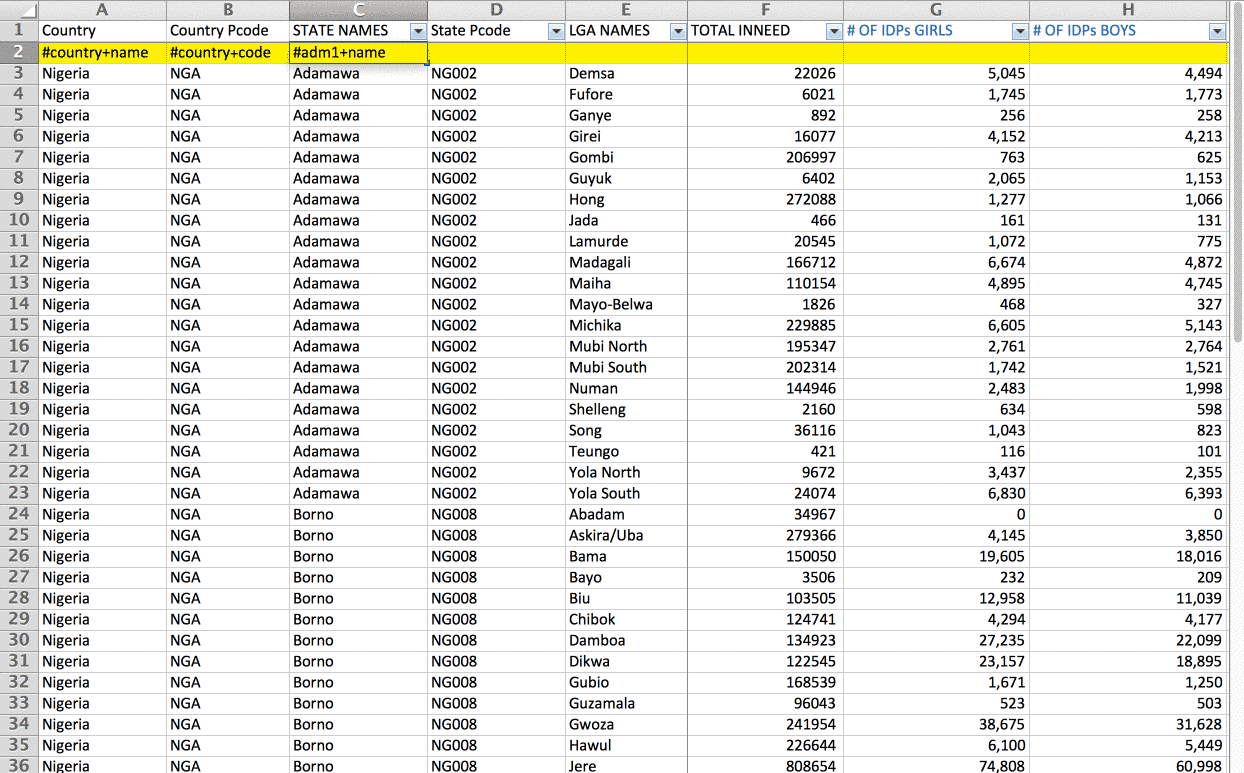 A B C D E F G H
1 Country Country Pcode STATE NAMES State Pcode LGA NAMES TOTAL INNEED # OF IDPs GIRLS # OF IDPs BOYS
2 #country+name #country+code #adm1+name
3 Nigeria NGA Adamawa NG002 Demsa 22026 5,045 4,494
4 Nigeria NGA Adamawa NG002 Fufore 6021 1,745 1,773
5 Nigeria NGA Adamawa NG002 Ganye 892 256 258
6 Nigeria NGA Adamawa NG002 Girei 16077 4,152 4,213
7 Nigeria NGA Adamawa NG002 Gombi 206997 763 625
8 Nigeria NGA Adamawa NG002 Guyuk 6402 2,065 1,153
9 Nigeria NGA Adamawa NG002 Hong 272088 1,277 1,066
10 Nigeria NGA Adamawa NG002 Jada 466 161 131
11 Nigeria NGA Adamawa NG002 Lamurde 20545 1,072 775
12 Nigeria NGA Adamawa NG002 Madagali 166712 6,674 4,872
13 Nigeria NGA Adamawa NG002 Maiha 110154 4,895 4,745
14 Nigeria NGA Adamawa NG002 Mayo-Belwa 1826 468 327
15 Nigeria NGA Adamawa NG002 Michika 229885 6,605 5,143
16 Nigeria NGA Adamawa NG002 Mubi North 195347 2,761 2,764
17 Nigeria NGA Adamawa NG002 Mubi South 202314 1,742 1,521
18 Nigeria NGA Adamawa NG002 Numan 144946 2,483 1,998
19 Nigeria NGA Adamawa NG002 Shelleng 2160 634 598
20 Nigeria NGA Adamawa NG002 Song 36116 1,043 823
21 Nigeria NGA Adamawa NG002 Teungo 421 116 101
22 Nigeria NGA Adamawa NG002 Yola North 9672 3,437 2,355
23 Nigeria NGA Adamawa NG002 Yola South 24074 6,830 6,393
24 Nigeria NGA Borno NG008 Abadam 34967 0 0
25 Nigeria NGA Borno NG008 Askira/Uba 279366 4,145 3,850
26 Nigeria NGA Borno NG008 Bama 150050 19,605 18,016
27 Nigeria NGA Borno NG008 Bayo 3506 232 209
28 Nigeria NGA Borno NG008 Biu 103505 12,958 11,039
29 Nigeria NGA Borno NG008 Chibok 124741 4,294 4,177
30 Nigeria NGA Borno NG008 Damboa 134923 27,235 22,099
31 Nigeria NGA Borno NG008 Dikwa 122545 23,157 18,895
32 Nigeria NGA Borno NG008 Gubio 168539 1,671 1,250
33 Nigeria NGA Borno NG008 Guzamala 96043 523 503
34 Nigeria NGA Borno NG008 Gwoza 241954 38,675 31,628
35 Nigeria NGA Borno NG008 Hawul 226644 6,100 5,449
36 Nigeria NGA Borno NG008 Jere 808654 74,808 60,998